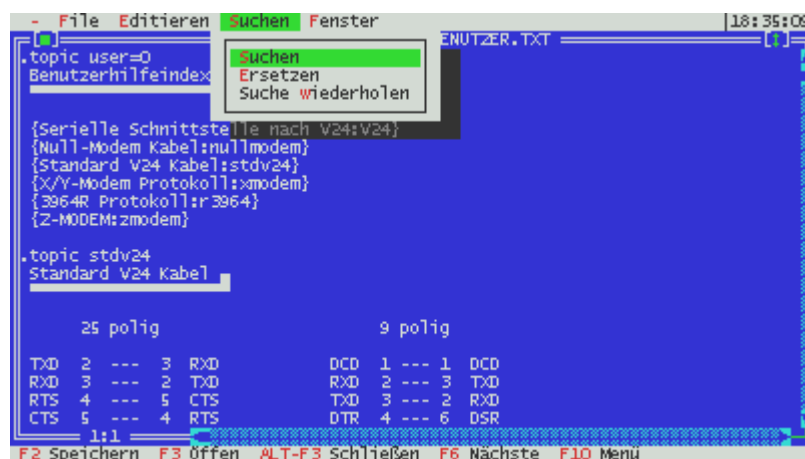 - File Editieren Suchen Fenster 18:35:09
ENUTZER.TXT
.topic user=0
Benutzerhilfeindex
Suchen
Ersetzen
Suche wiederholen
{Serielle Schnittstelle nach V24:V24}
{Null-Modem Kabel:nullmodem}
{Standard V24 Kabel:stdv24}
{X/Y-Modem Protokoll:xmodem}
{3964R Protokoll:r3964}
{Z-MODEM:zmodem}
.topic stdv24
Standard V24 Kabel
25 polig 9 polig
TXD 2 --- 3 RXD DCD 1 --- 1 DCD
RXD 3 --- 2 TXD RXD 2 --- 3 TXD
RTS 4 --- 5 CTS TXD 3 --- 2 RXD
CTS 5 --- 4 RTS DTR 4 --- 6 DSR
1:1
F2 Speichern F3 Öffen ALT-F3 Schließen F6 Nächste F10 Menü